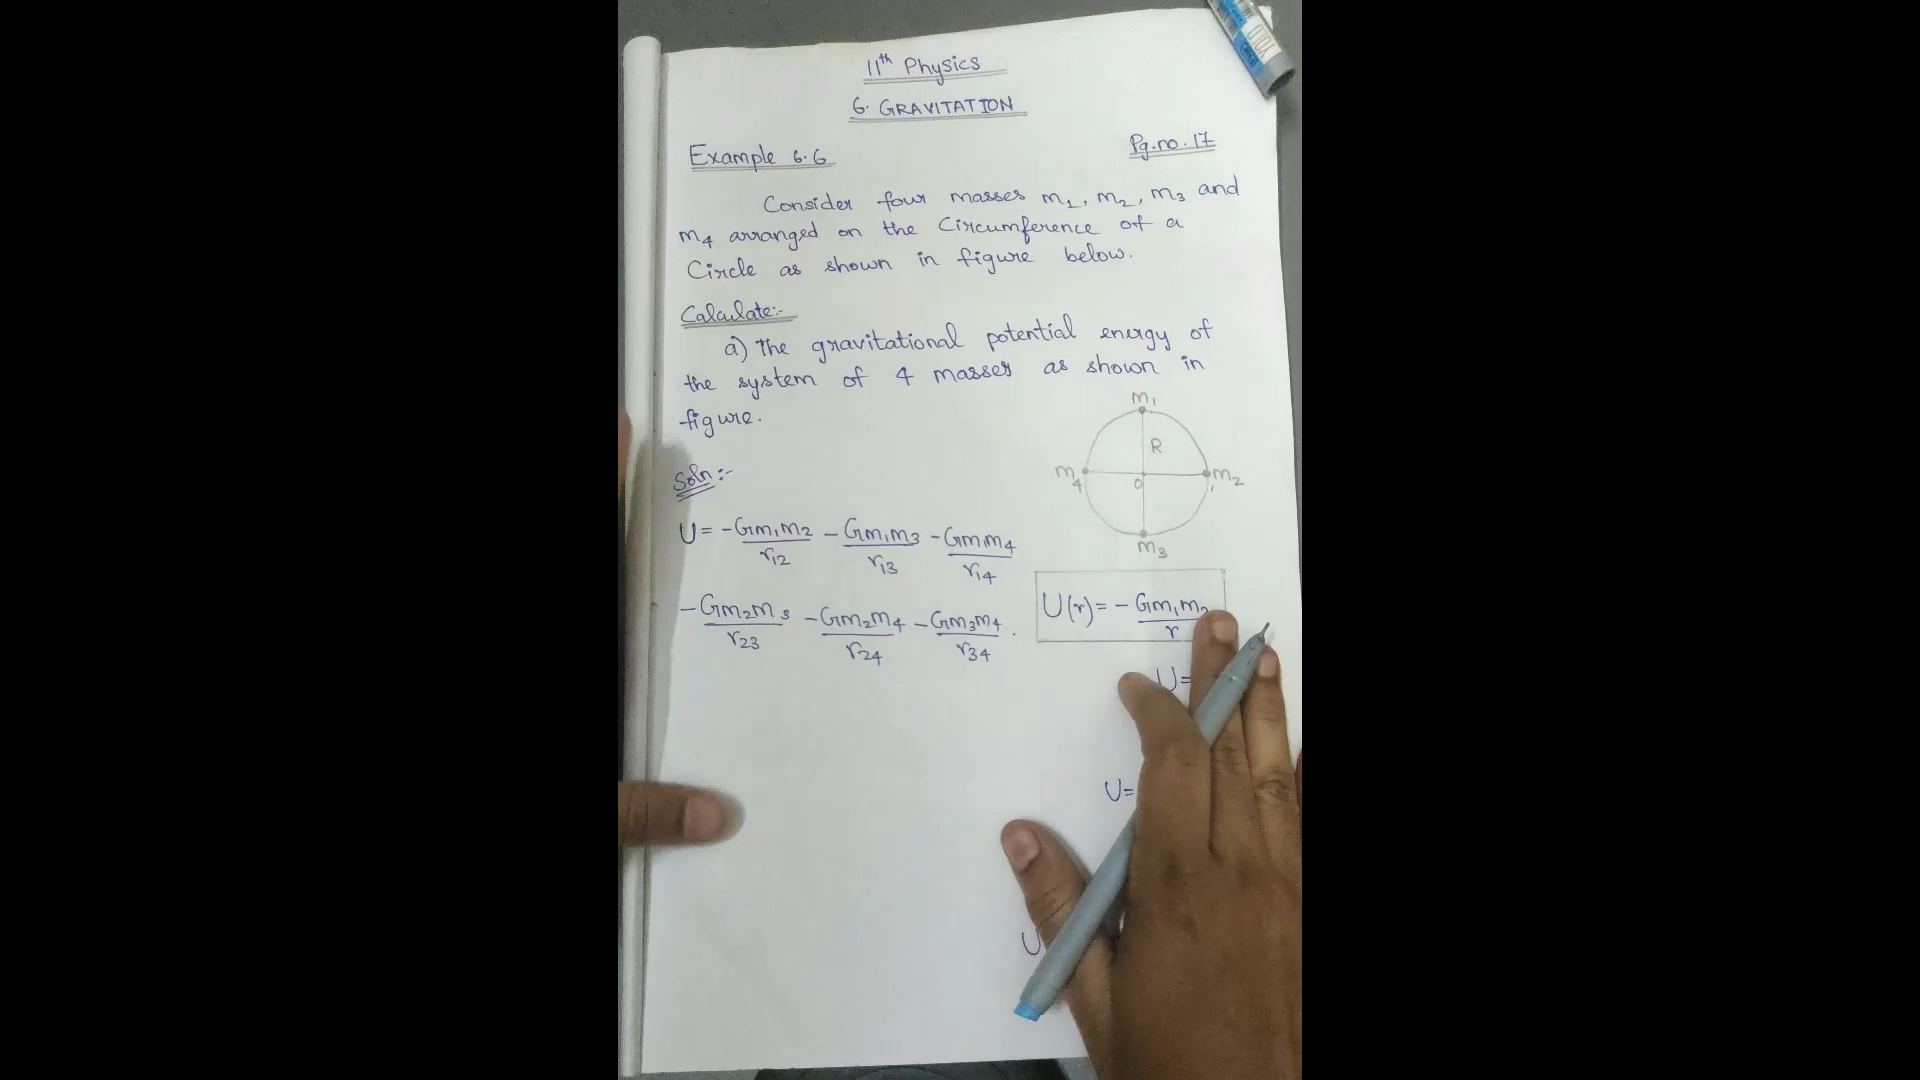 11th Physics
6. GRAVITATION
Example 6.6
Pg.no. 17
Consider four masses m1, m2, m3 and
m4 arranged on the Circumference of a
Circle as shown in figure below.
Calculate:-
a) The gravitational potential energy of
the system of 4 masses as shown in
figure.
m1
R
m4
O
m2
m3
Soln:-
U = -Gm1m2/r12 - Gm1m3/r13 - Gm1m4/r14
-Gm2m3/r23 - Gm2m4/r24 - Gm3m4/r34.
U(r) = - Gm1m2/r
U=
U=
U